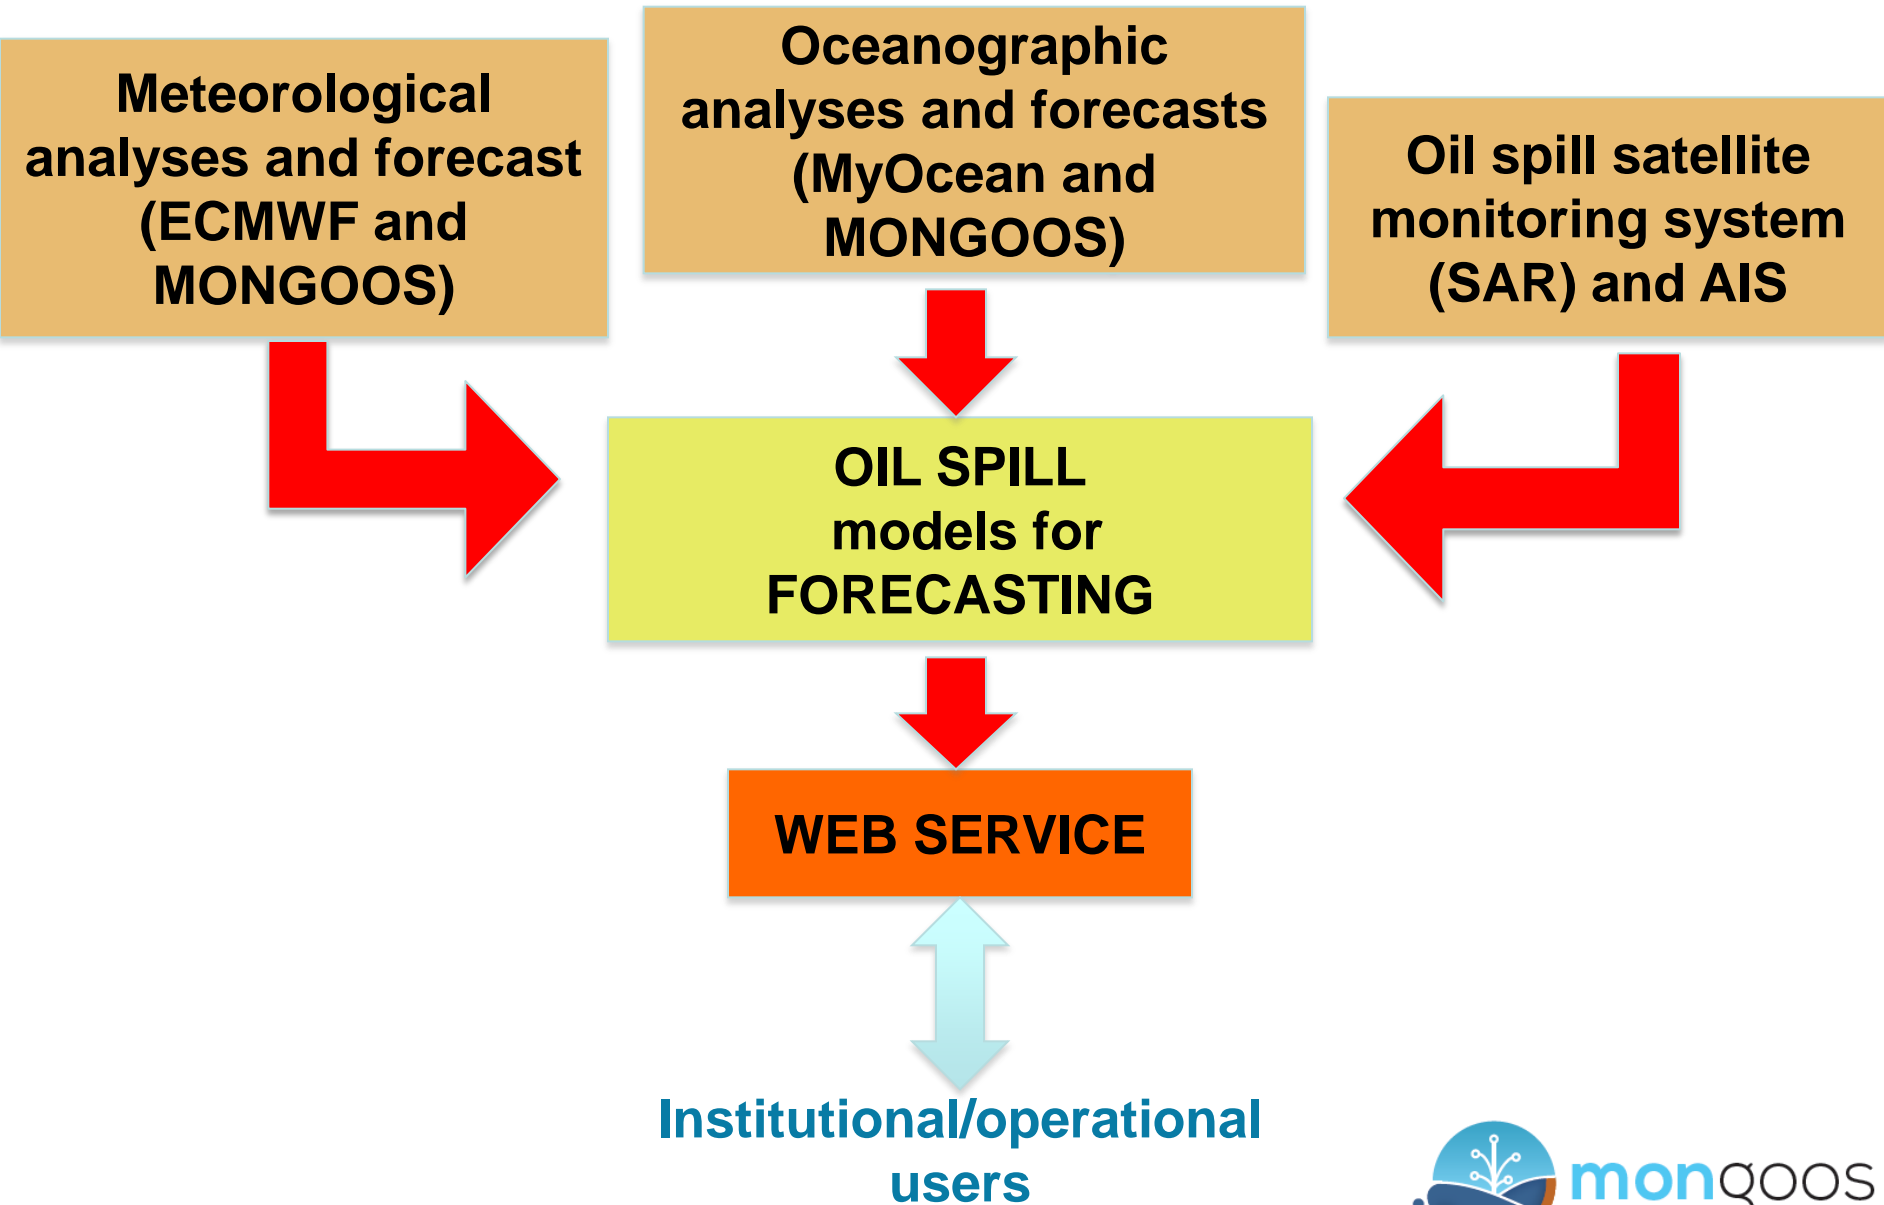 Meteorological
analyses and forecast
(ECMWF and
MONGOOS)
Oceanographic
analyses and forecasts
(MyOcean and
MONGOOS)
Oil spill satellite
monitoring system
(SAR) and AIS
OIL SPILL
models for
FORECASTING
WEB SERVICE
Institutional/operational
users
mongoos